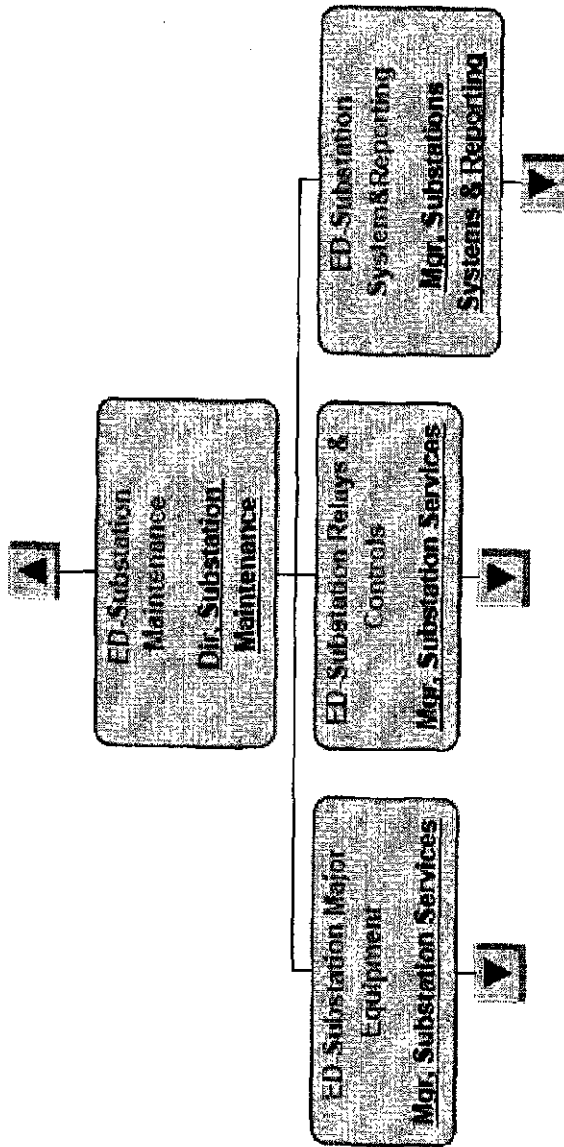 ED-Substation
Maintenance
Dir, Substation
Maintenance
ED-Substation Major
Equipment
Mgr, Substation Services
ED-Substation Relays &
Controls
Mgr, Substation Services
ED-Substation
System&Reporting
Mgr, Substations
Systems & Reporting